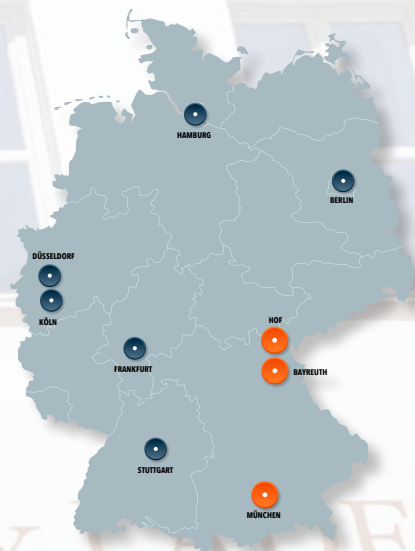 HAMBURG
BERLIN
DÜSSELDORF
KÖLN
HOF
FRANKFURT
BAYREUTH
STUTTGART
MÜNCHEN